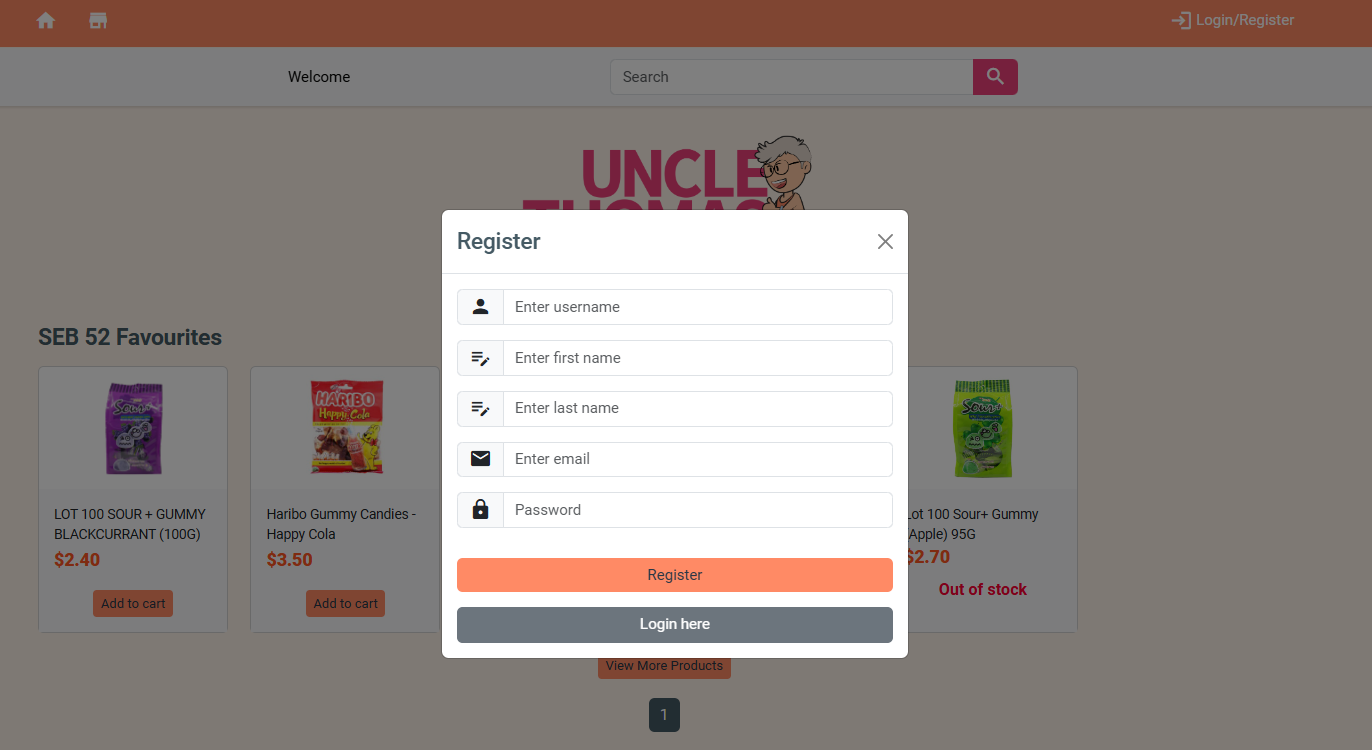 Login/Register
Welcome
Search
UNCLE
THOMAS
Register
Enter username
Enter first name
Enter last name
Enter email
Password
Register
Login here
SEB 52 Favourites
Sour+
LOT 100 SOUR + GUMMY
BLACKCURRANT (100G)
$2.40
Add to cart
HARIBO
Happy-Cola
Haribo Gummy Candies -
Happy Cola
$3.50
Add to cart
Sour+
Lot 100 Sour+ Gummy
(Apple) 95G
$2.70
Out of stock
View More Products
1